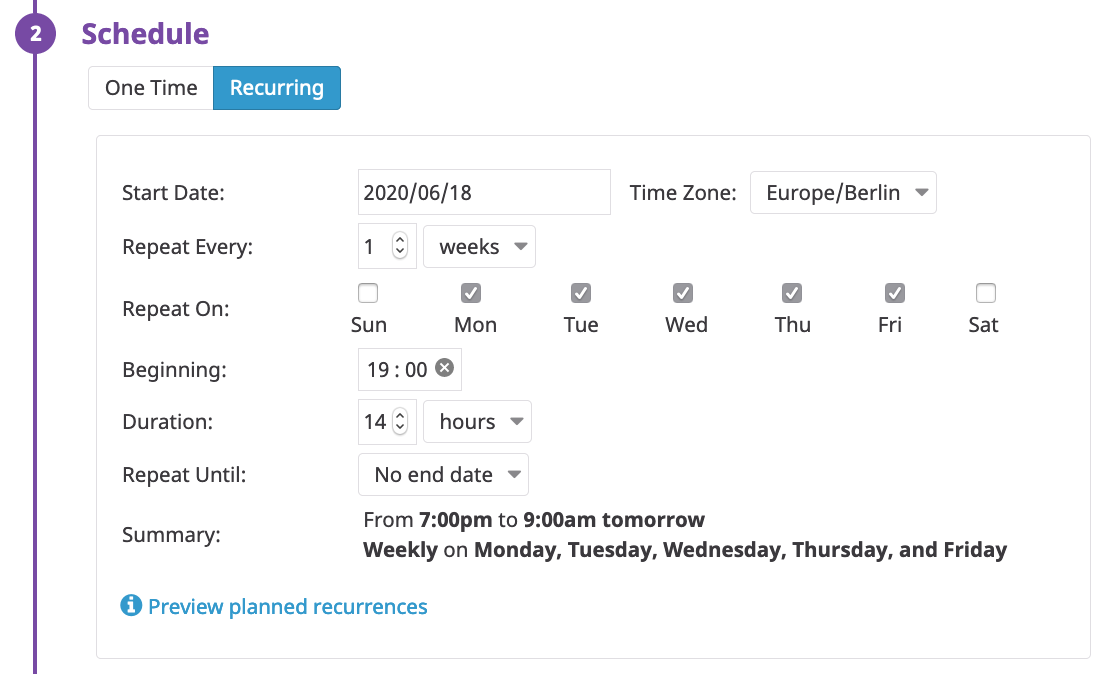 2 Schedule
One Time Recurring
Start Date: 2020/06/18 Time Zone: Europe/Berlin
Repeat Every: 1 weeks
Repeat On:
Sun Mon Tue Wed Thu Fri Sat
Beginning: 19 : 00
Duration: 14 hours
Repeat Until: No end date
Summary:
From 7:00pm to 9:00am tomorrow
Weekly on Monday, Tuesday, Wednesday, Thursday, and Friday
Preview planned recurrences